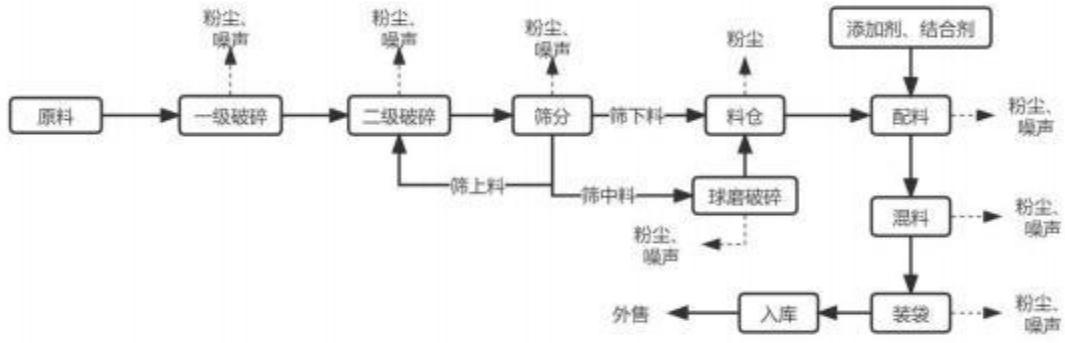 粉尘、
噪声
粉尘、
噪声
粉尘、
噪声
粉尘
添加剂、结合剂
原料
一级破碎
二级破碎
筛分
筛下料
料仓
配料
粉尘、
噪声
筛上料
筛中料
球磨破碎
粉尘、
噪声
混料
粉尘、
噪声
外售
入库
装袋
粉尘、
噪声